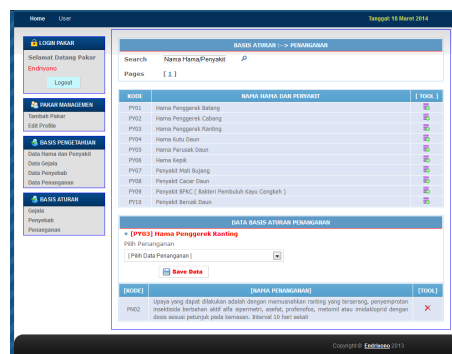 Home User Tanggal: 18 Maret 2014
LOGIN PAKAR
Selamat Datang Pakar
Endriyono
Logout
PAKAR MANAGEMEN
Tambah Pakar
Edit Profile
BASIS PENGETAHUAN
Data Hama dan Penyakit
Data Gejala
Data Penyebab
Data Penanganan
BASIS ATURAN
Gejala
Penyebab
Penanganan
BASIS ATURAN :--> PENANGANAN
Search Nama Hama/Penyakit
Pages [ 1 ]
KODE NAMA HAMA DAN PENYAKIT [ TOOL ]
PY01 Hama Penggerek Batang
PY02 Hama Penggerek Cabang
PY03 Hama Penggerek Ranting
PY04 Hama Kutu Daun
PY05 Hama Perusak Daun
PY06 Hama Kepik
PY07 Penyakit Mati Bujang
PY08 Penyakit Cacar Daun
PY09 Penyakit BPKC ( Bakteri Pembuluh Kayu Cengkeh )
PY10 Penyakit Bercak Daun
DATA BASIS ATURAN PENANGANAN
[PY03] Hama Penggerek Ranting
Pilih Penanganan
[ Pilih Data Penanganan ]
Save Data
[KODE] [NAMA PENANGANAN] [TOOL]
PN02 Upaya yang dapat dilakukan adalah dengan memusnahkan ranting yang terserang, penyemprotan
insektisida berbahan aktif alfa sipermetri, asefat, profenofos, metomil atau imidakloprid dengan
dosis sesuai petunjuk pada kemasan. Interval 10 hari sekali
Copyright © Endriyono 2013